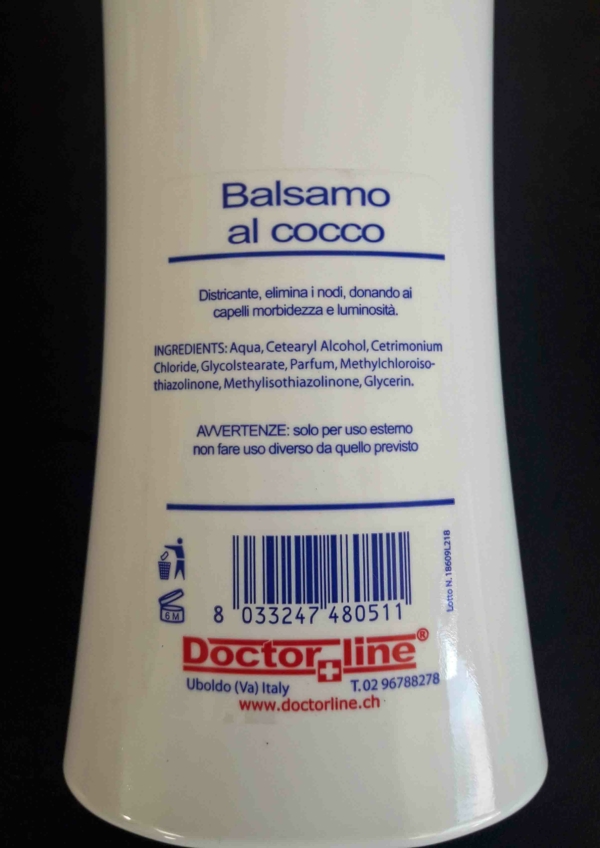 Balsamo
al cocco
Districante, elimina i nodi, donando ai
capelli morbidezza e luminosità.
INGREDIENTS: Aqua, Cetearyl Alcohol, Cetrimonium
Chloride, Glycolstearate, Parfum, Methylchloroiso-
thiazolinone, Methylisothiazolinone, Glycerin.
AVVERTENZE: solo per uso esterno
non fare uso diverso da quello previsto
6 M
8 033247 480511
Lotto N. 18609L218
Doctor line®
Uboldo (Va) Italy T. 02 96788278
www.doctorline.ch